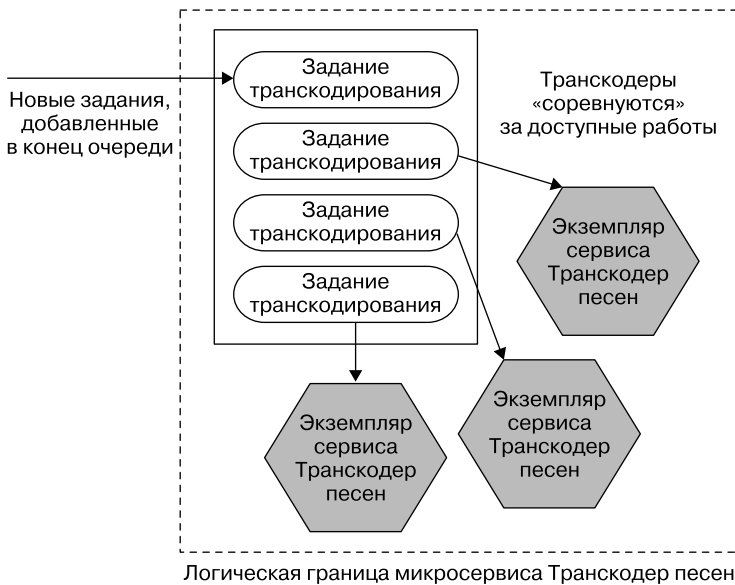 Новые задания,
добавленные
в конец очереди
Задание
транскодирования
Задание
транскодирования
Задание
транскодирования
Задание
транскодирования
Транскодеры
«соревнуются»
за доступные работы
Экземпляр
сервиса
Транскодер
песен
Экземпляр
сервиса
Транскодер
песен
Экземпляр
сервиса
Транскодер
песен
Логическая граница микросервиса Транскодер песен